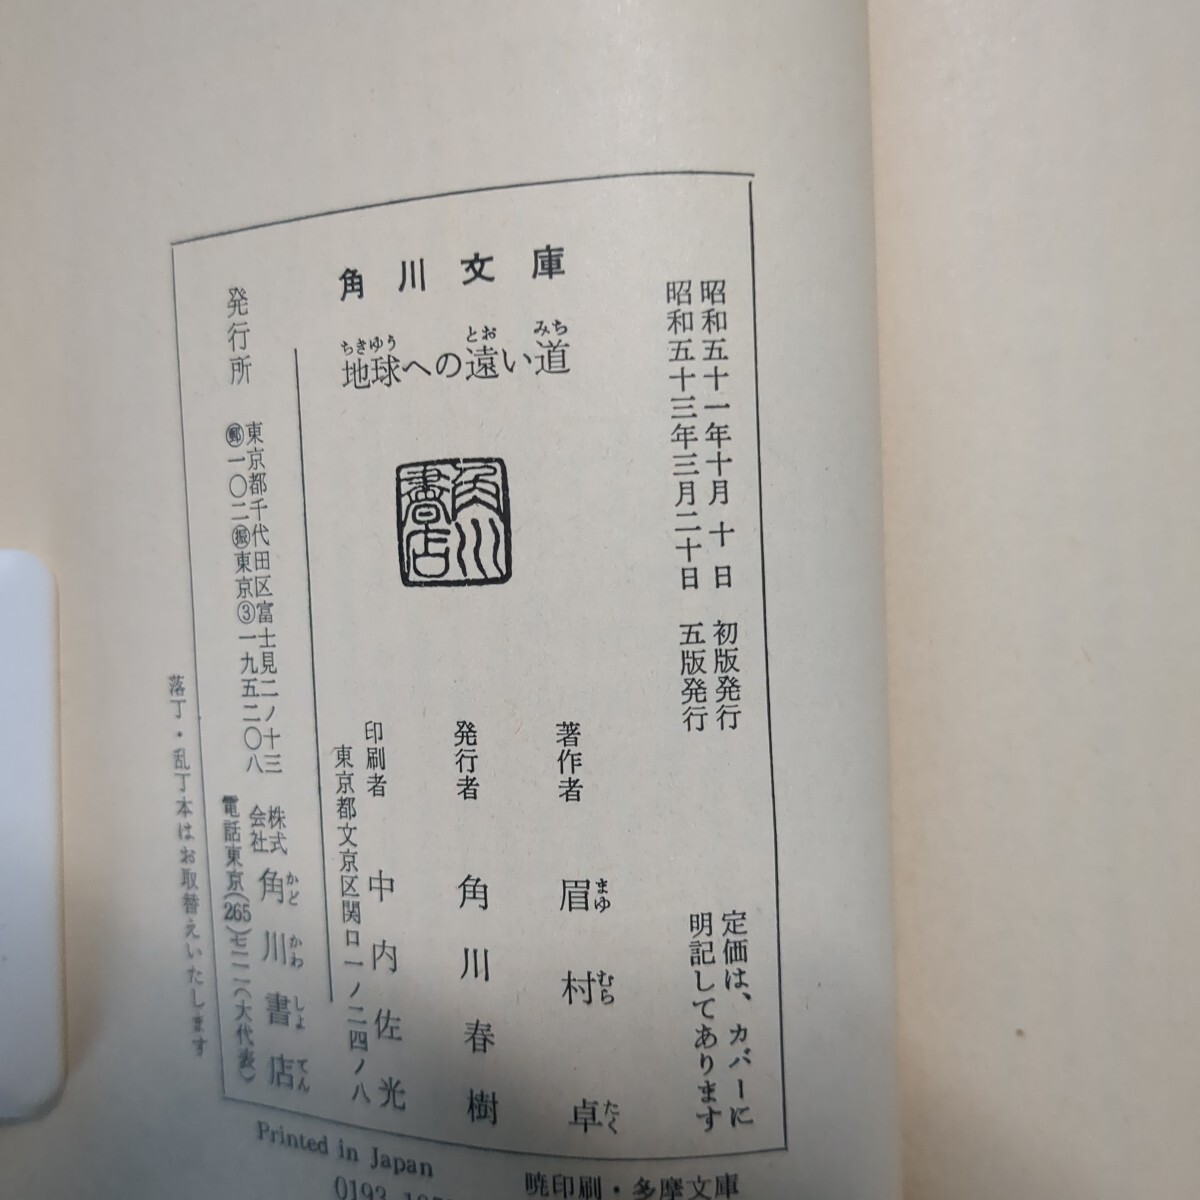 角川文庫
地球への遠い道
ちきゆう とお みち
昭和五十一年十月十日 初版発行
昭和五十三年三月二十日 五版発行
定価は、カバーに
明記してあります
角川
書店
著作者 眉村卓
まゆ むら たく
発行者 角川春樹
印刷者 中内佐光
東京都文京区関口一ノ二四ノ八
発行所
東京都千代田区富士見二ノ十三
㊞一〇二振東京③一九五二〇八
株式
会社
角川書店
かど かわ しよ てん
電話東京(265)七一一一(大代表)
落丁・乱丁本はお取替えいたします
Printed in Japan
暁印刷・多摩文庫